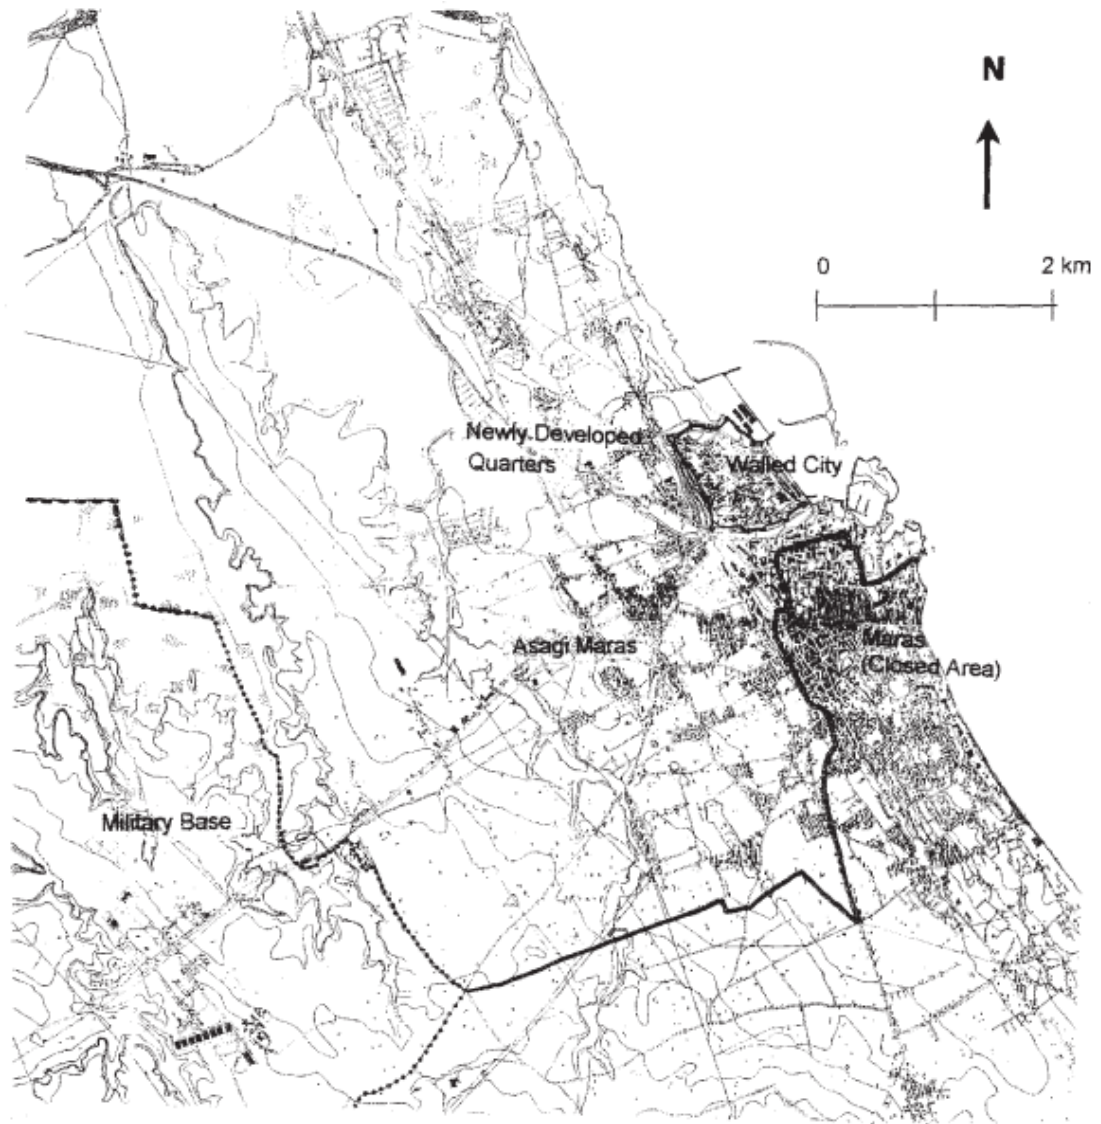 N
0 2 km
Newly Developed
Quarters
Walled City
Asagi Maras
Maras
(Closed Area)
Military Base